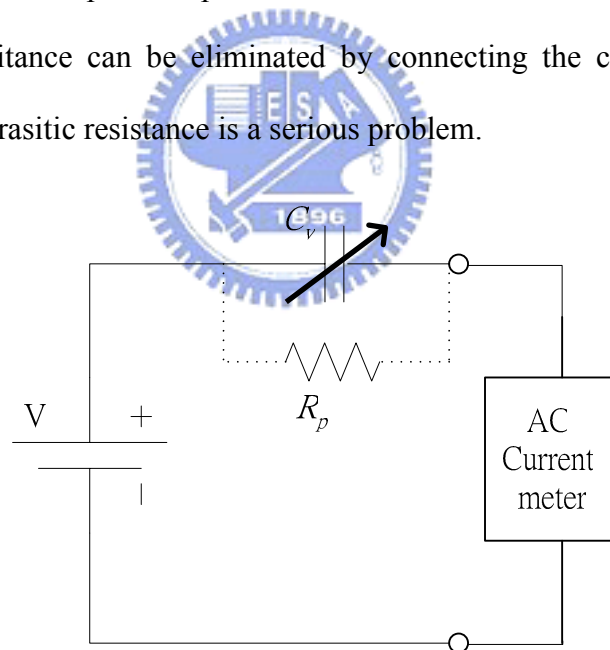 itance can be eliminated by connecting the c
rasitic resistance is a serious problem.
E S A
1896
C_v
R_p
V +
AC
Current
meter